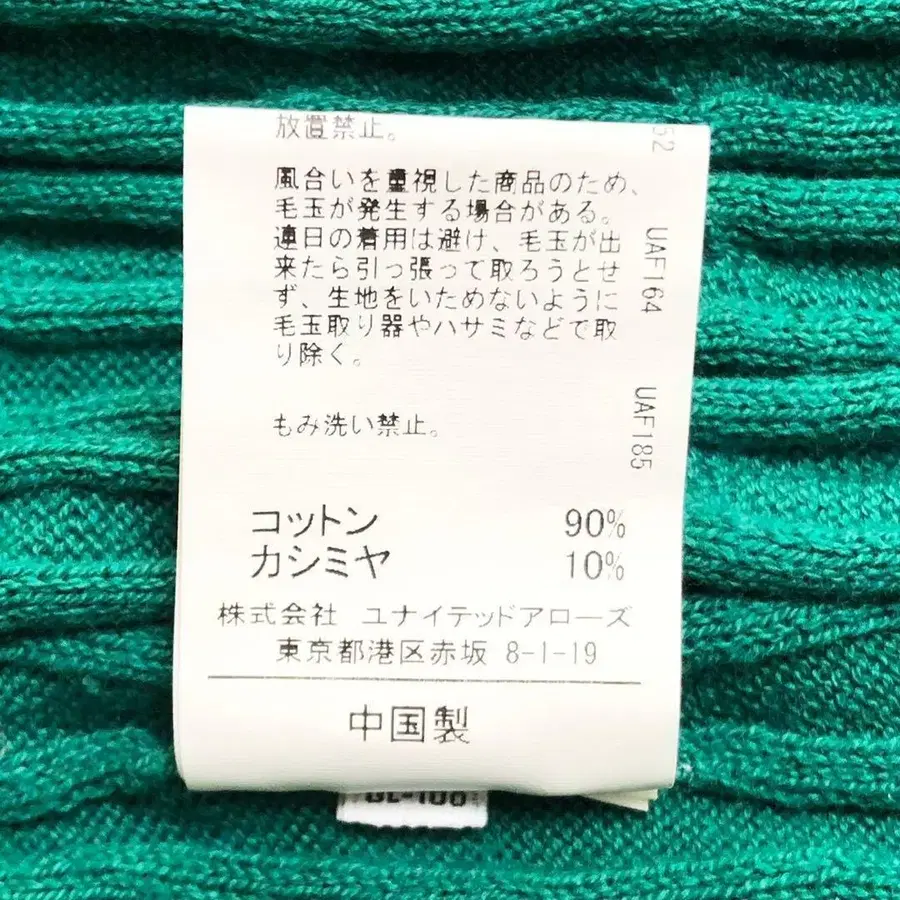 放置禁止。
風合いを重視した商品のため、
毛玉が発生する場合がある。
連日の着用は避け、毛玉が出
来たら引っ張って取ろうとせ
ず、生地をいためないように
毛玉取り器やハサミなどで取
り除く。
もみ洗い禁止。
コットン 90%
カシミヤ 10%
株式会社 ユナイテッドアローズ
東京都港区赤坂 8-1-19
中国製
52
UAF164
UAF185